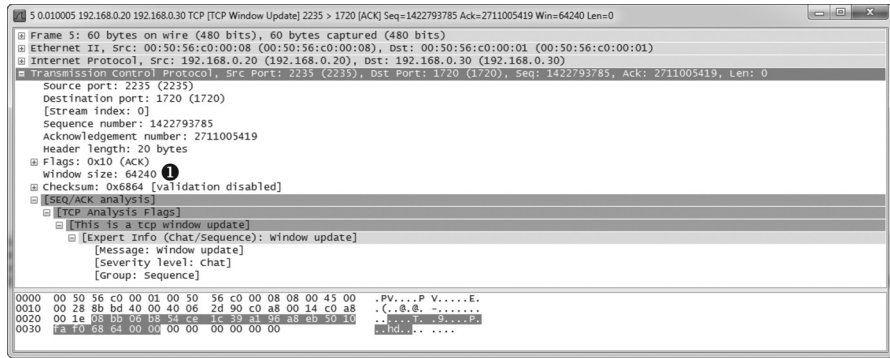 5 0.010005 192.168.0.20 192.168.0.30 TCP [TCP Window Update] 2235 > 1720 [ACK] Seq=1422793785 Ack=2711005419 Win=64240 Len=0
Frame 5: 60 bytes on wire (480 bits), 60 bytes captured (480 bits)
Ethernet II, Src: 00:50:56:c0:00:08 (00:50:56:c0:00:08), Dst: 00:50:56:c0:00:01 (00:50:56:c0:00:01)
Internet Protocol, Src: 192.168.0.20 (192.168.0.20), Dst: 192.168.0.30 (192.168.0.30)
Transmission Control Protocol, Src Port: 2235 (2235), Dst Port: 1720 (1720), Seq: 1422793785, Ack: 2711005419, Len: 0
Source port: 2235 (2235)
Destination port: 1720 (1720)
[Stream index: 0]
Sequence number: 1422793785
Acknowledgement number: 2711005419
Header length: 20 bytes
Flags: 0x10 (ACK)
Window size: 64240 ❶
Checksum: 0x6864 [validation disabled]
[SEQ/ACK analysis]
[TCP Analysis Flags]
[This is a tcp window update]
[Expert Info (Chat/Sequence): Window update]
[Message: Window update]
[Severity level: Chat]
[Group: Sequence]
0000 00 50 56 c0 00 01 00 50 56 c0 00 08 08 00 45 00 .PV....P V.....E.
0010 00 28 8b bd 40 00 40 06 2d 90 c0 a8 00 14 c0 a8 .(..@.@. -.......
0020 00 1e 08 bb 06 b8 54 ce 1c 39 a1 96 a8 eb 50 10 ......T. .9....P.
0030 fa f0 68 64 00 00 00 00 00 00 00 00 ..hd.... ....